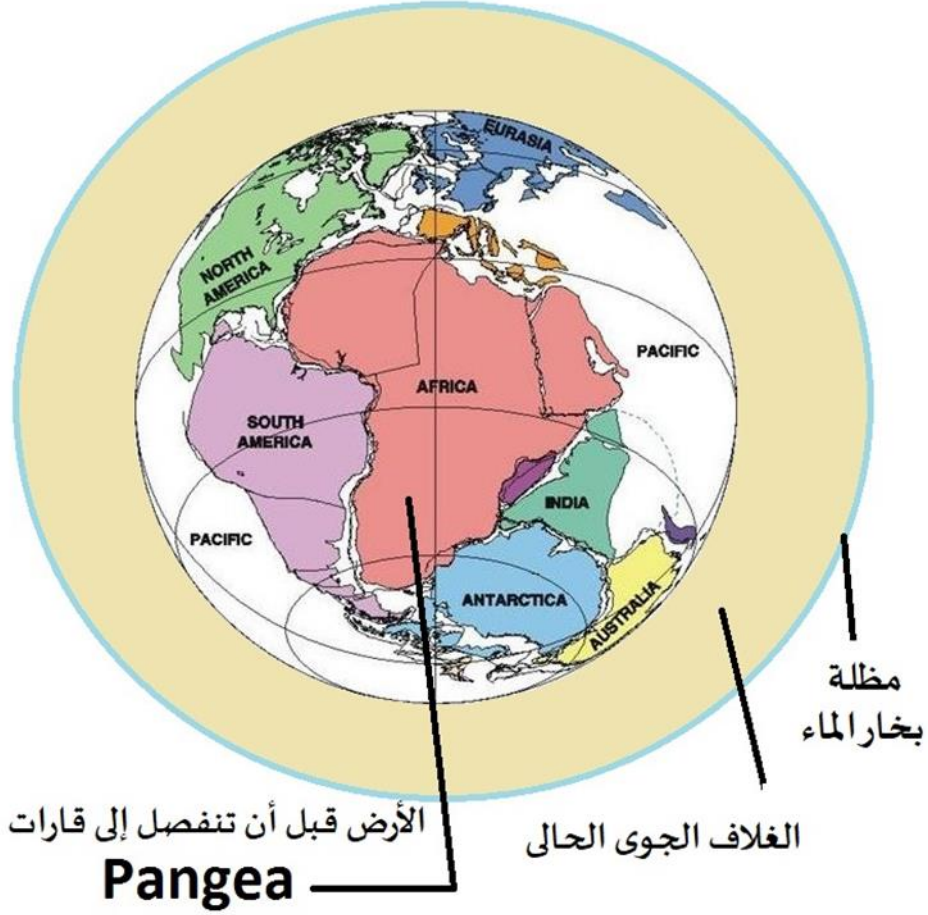 EURASIA
NORTH
AMERICA
PACIFIC
AFRICA
SOUTH
AMERICA
INDIA
PACIFIC
ANTARCTICA
AUSTRALIA
مظلة
بخار الماء
الغلاف الجوى الحالى
الأرض قبل أن تنفصل إلى قارات
Pangea